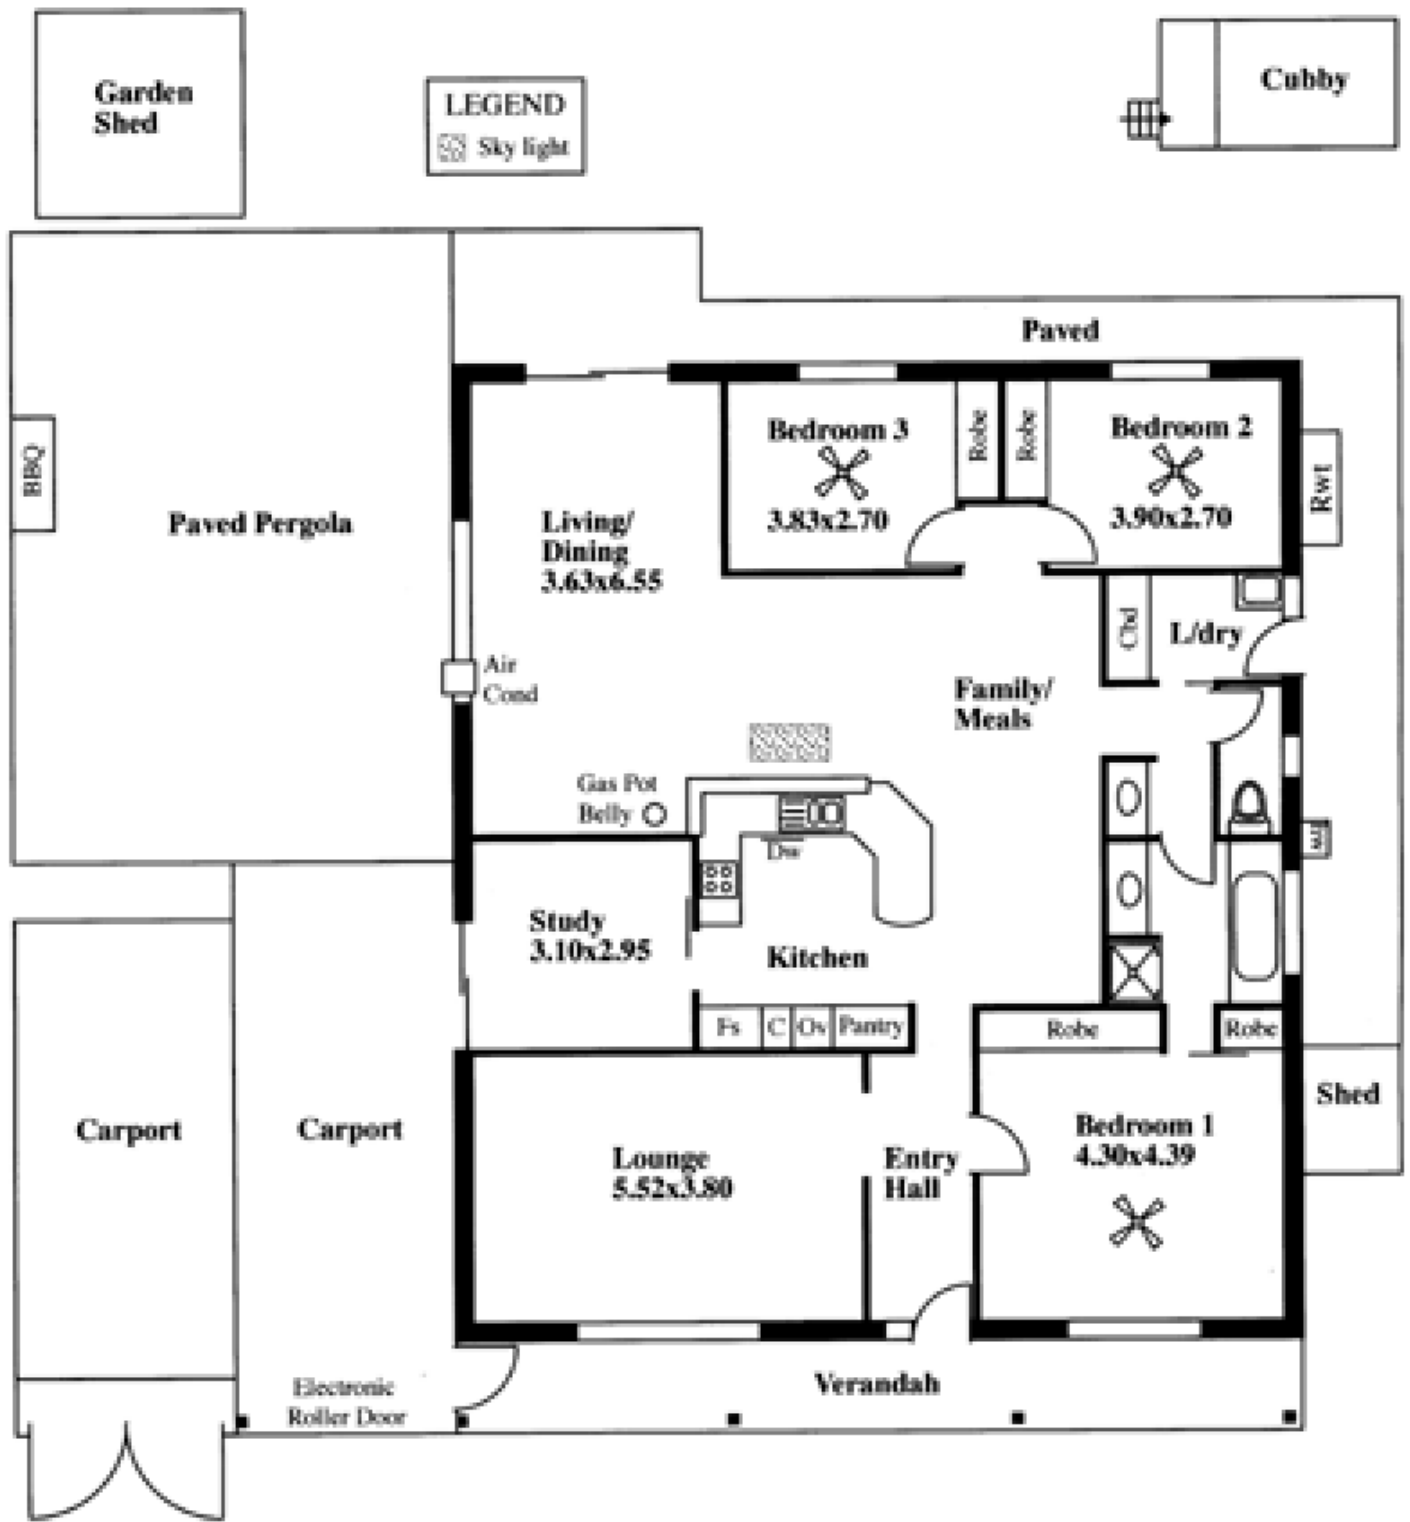 Garden
Shed
LEGEND
Sky light
Cubby
Paved
BBQ
Paved Pergola
Living/
Dining
3.63x6.55
Bedroom 3
3.83x2.70
Robe
Robe
Bedroom 2
3.90x2.70
Rwt
Air
Cond
Cbd
L/dry
Family/
Meals
Gas Pot
Belly
Dw
Study
3.10x2.95
Kitchen
Fs
C
Ov
Pantry
Robe
Robe
Carport
Carport
Lounge
5.52x3.80
Entry
Hall
Bedroom 1
4.30x4.39
Shed
Electronic
Roller Door
Verandah